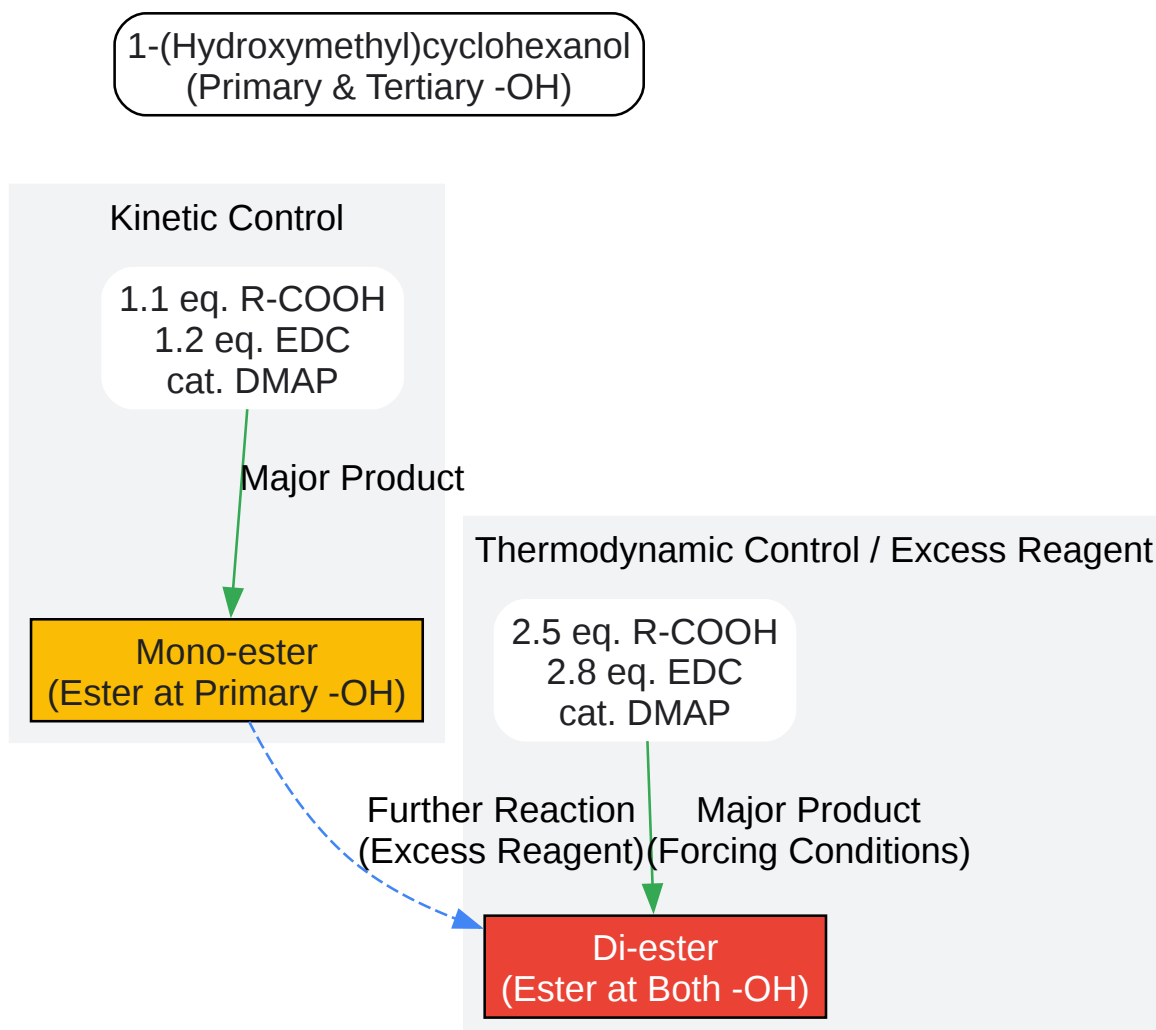 1-(Hydroxymethyl)cyclohexanol
(Primary & Tertiary -OH)
Kinetic Control
1.1 eq. R-COOH
1.2 eq. EDC
cat. DMAP
Major Product
Mono-ester
(Ester at Primary -OH)
Thermodynamic Control / Excess Reagent
2.5 eq. R-COOH
2.8 eq. EDC
cat. DMAP
Further Reaction
(Excess Reagent)
Major Product
(Forcing Conditions)
Di-ester
(Ester at Both -OH)